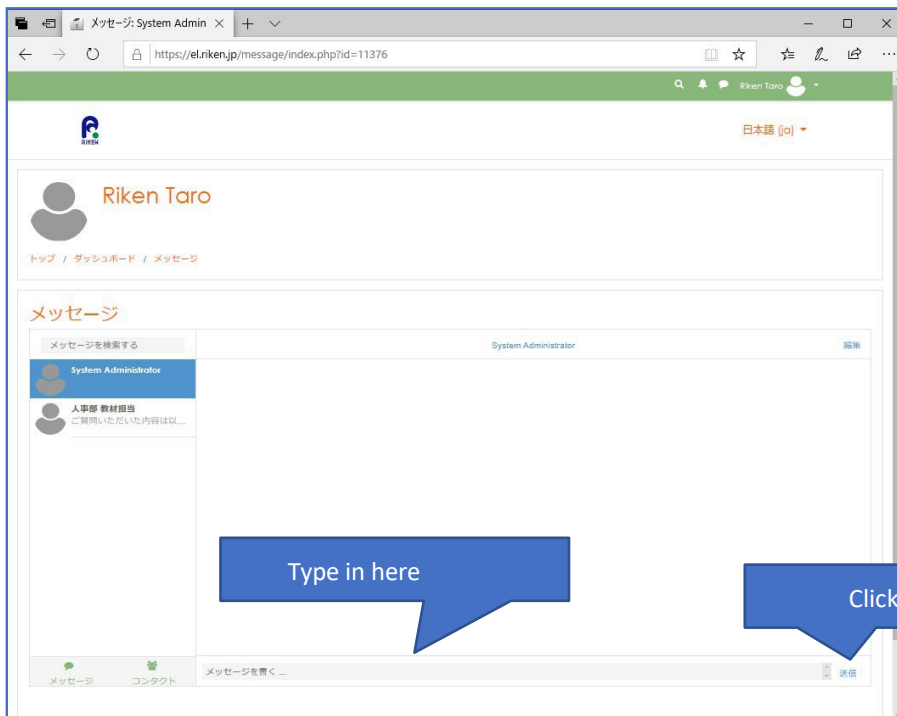 メッセージ: System Admin
https://el.riken.jp/message/index.php?id=11376
Riken Taro
RIKEN
日本語 (ja)
Riken Taro
トップ / ダッシュボード / メッセージ
メッセージ
メッセージを検索する
System Administrator
編集
System Administrator
人事部 教材担当
ご質問いただいた内容は以...
Type in here
Click
メッセージ
コンタクト
メッセージを書く ...
送信